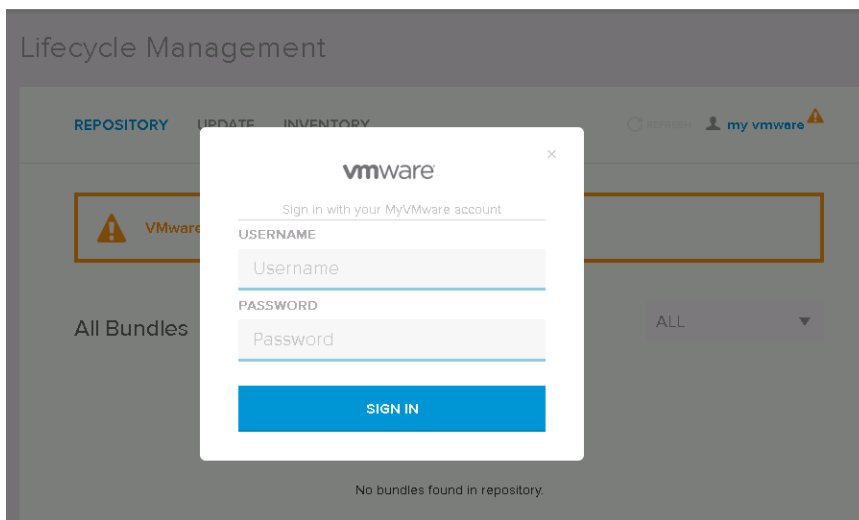 Lifecycle Management
REPOSITORY UPDATE INVENTORY REFRESH my vmware
vmware
Sign in with your MyVMware account
VMware
USERNAME
Username
PASSWORD
Password
All Bundles ALL
SIGN IN
No bundles found in repository.